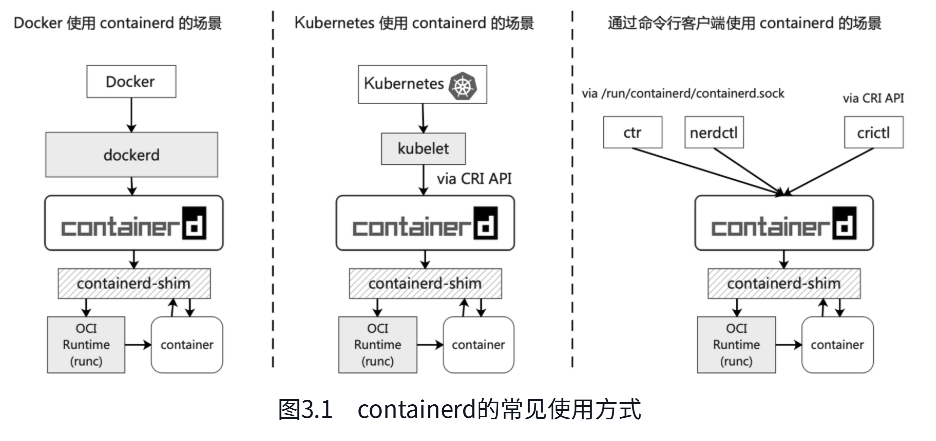 Docker 使用 containerd 的场景
Docker
dockerd
containerd
containerd-shim
OCI
Runtime
(runc)
container
Kubernetes 使用 containerd 的场景
Kubernetes
kubelet
via CRI API
containerd
containerd-shim
OCI
Runtime
(runc)
container
通过命令行客户端使用 containerd 的场景
via /run/containerd/containerd.sock
via CRI API
ctr
nerdctl
crictl
containerd
containerd-shim
OCI
Runtime
(runc)
container
图3.1 containerd的常见使用方式